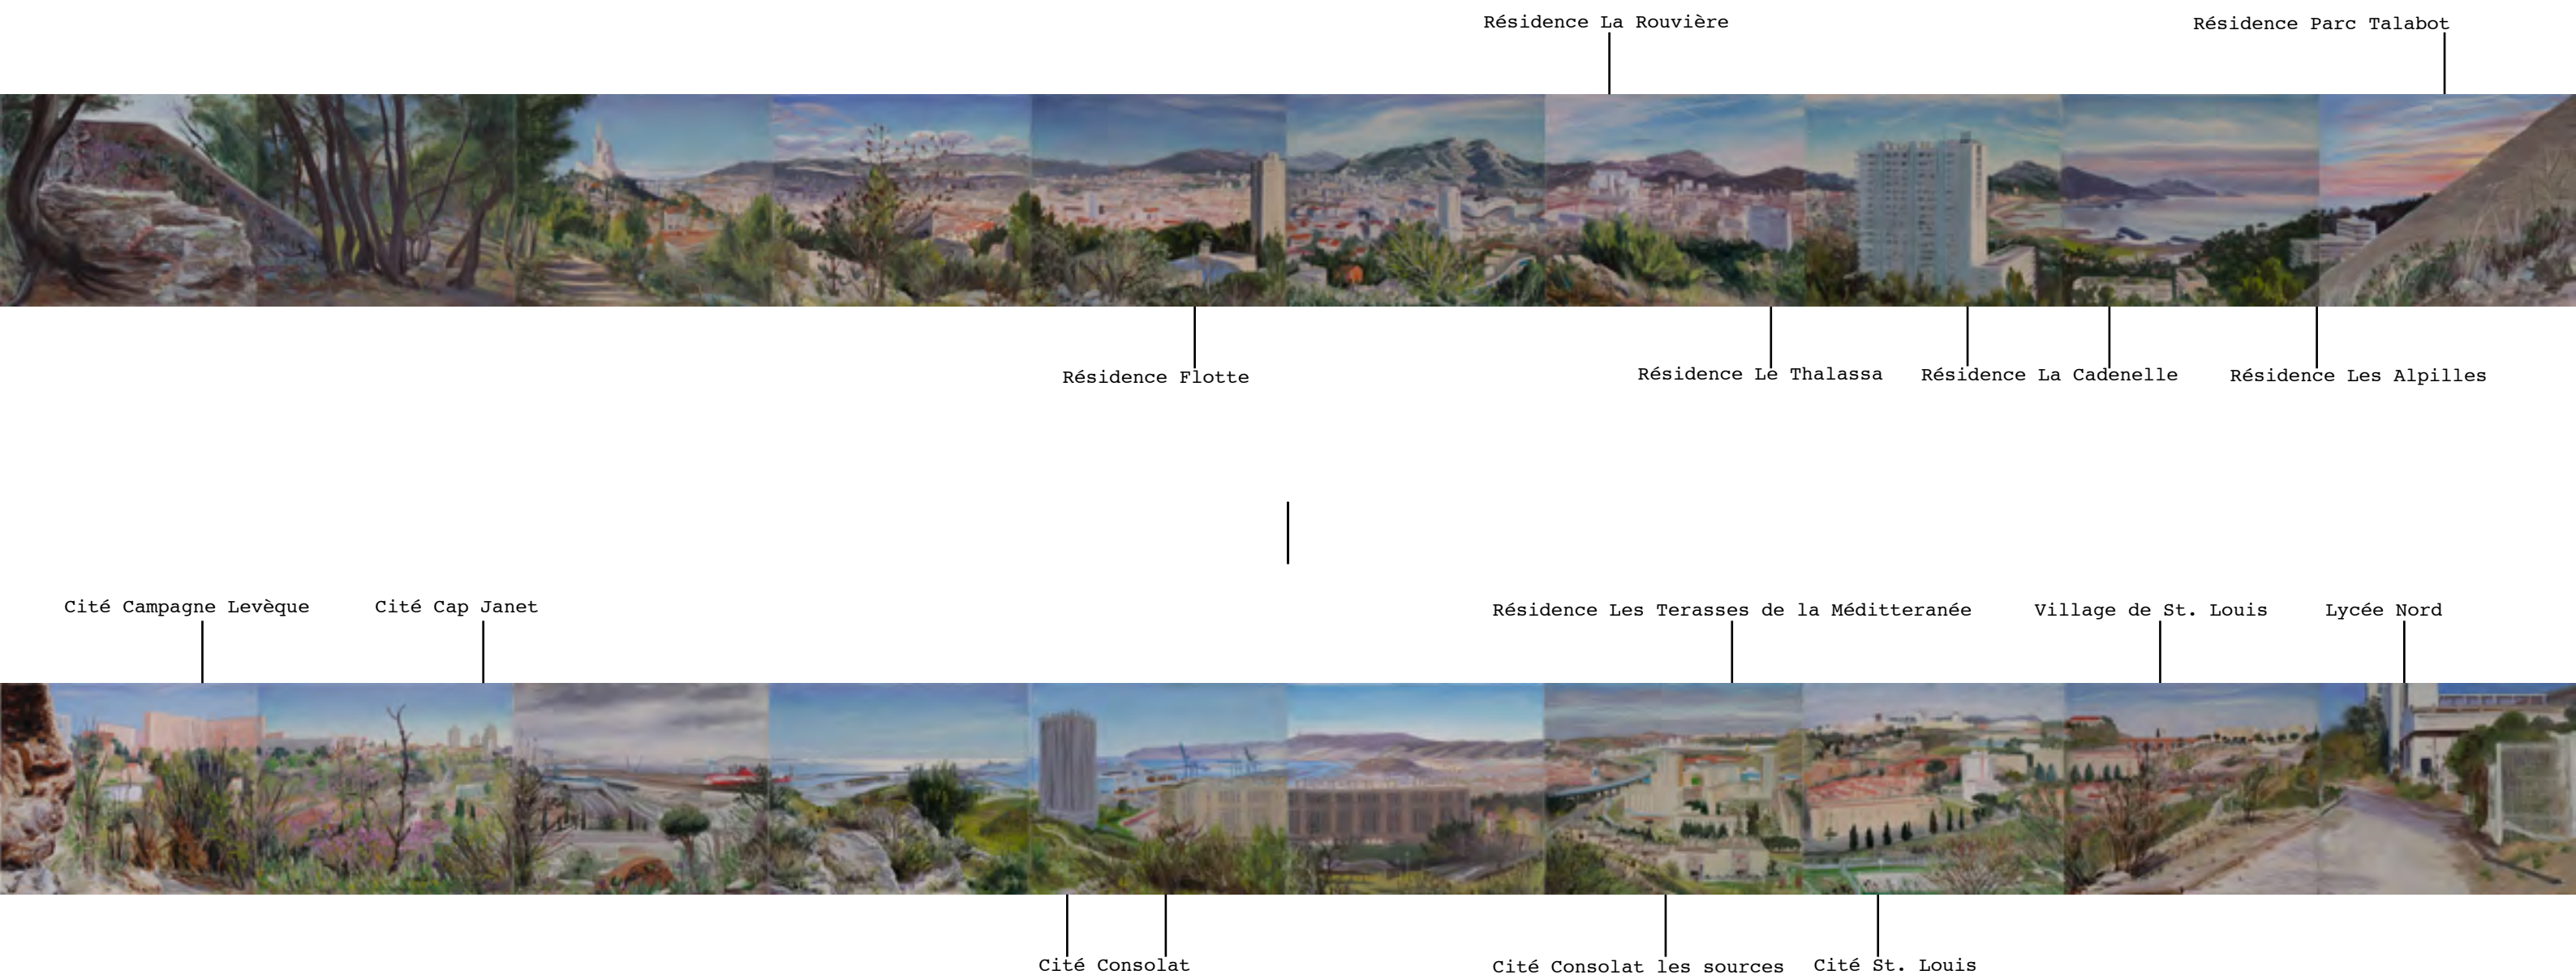 Résidence La Rouvière
Résidence Parc Talabot
Résidence Flotte
Résidence Le Thalassa
Résidence La Cadenelle
Résidence Les Alpilles
Cité Campagne Levèque
Cité Cap Janet
Résidence Les Terasses de la Méditteranée
Village de St. Louis
Lycée Nord
Cité Consolat
Cité Consolat les sources
Cité St. Louis